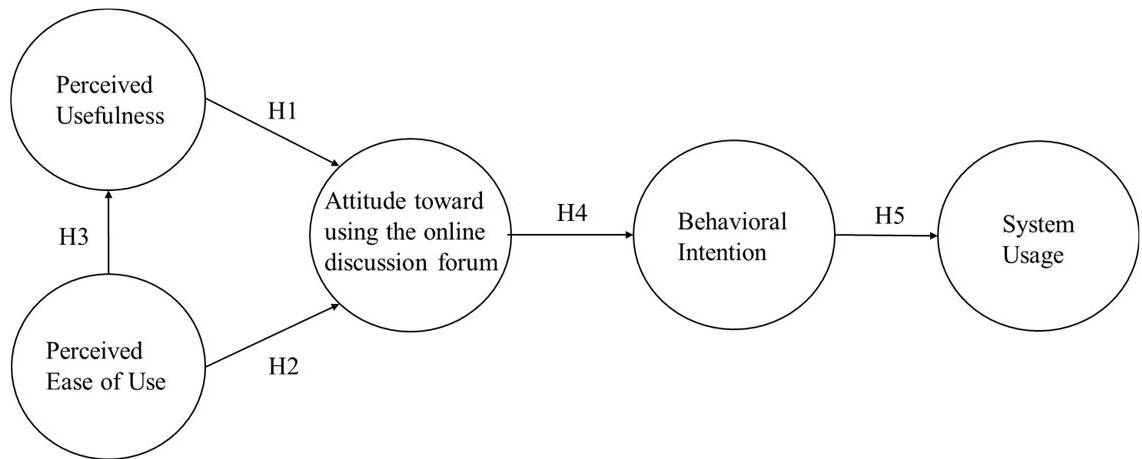 Perceived
Usefulness
H1
H3
Perceived
Ease of Use
H2
Attitude toward
using the online
discussion forum
H4
Behavioral
Intention
H5
System
Usage